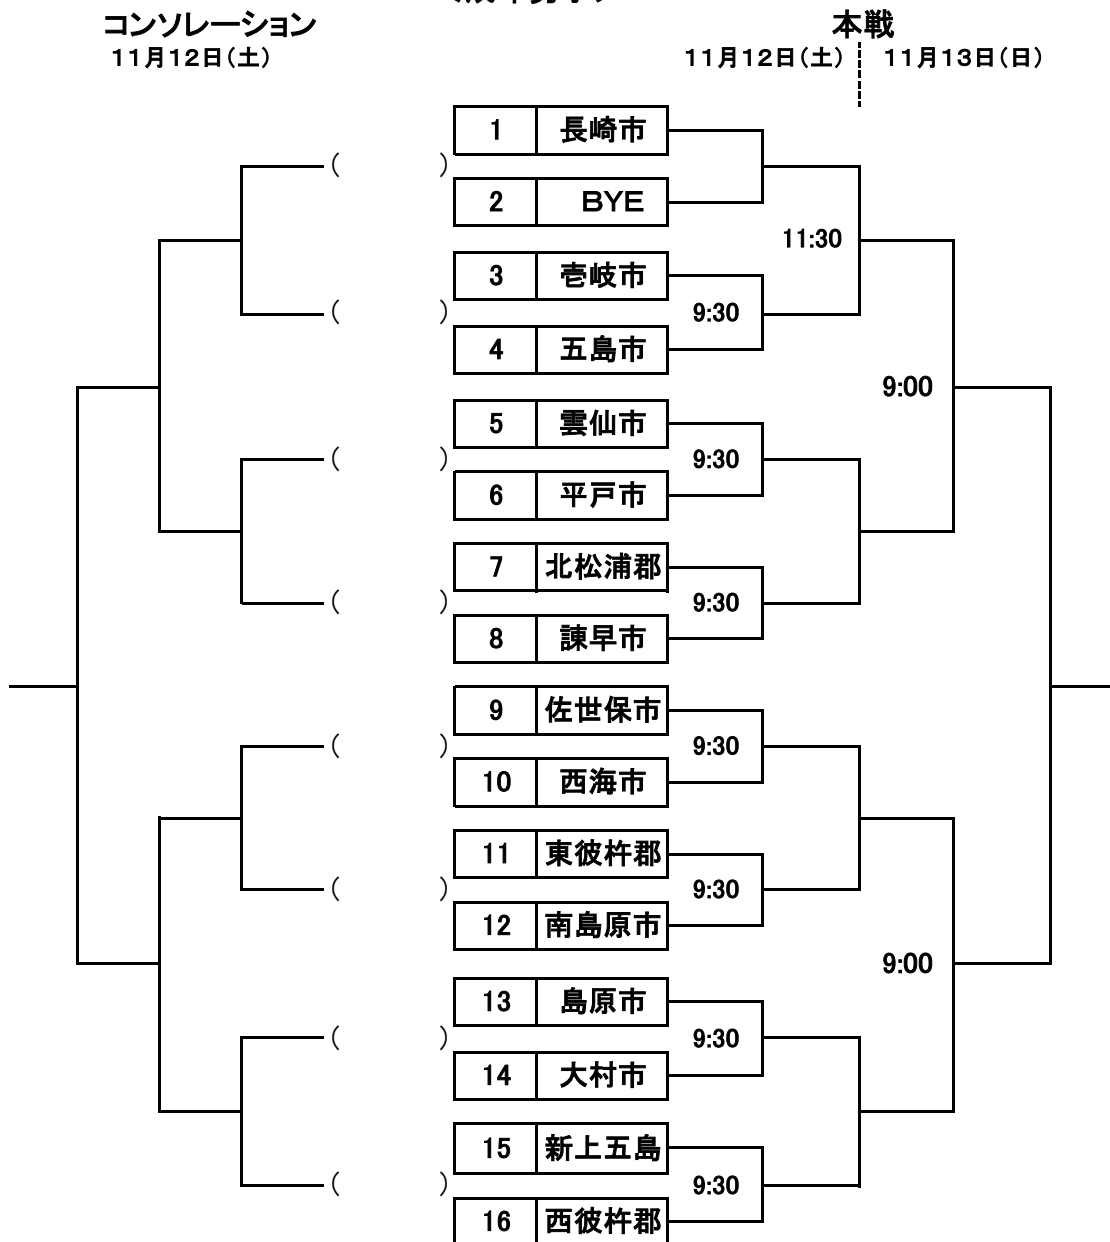 コンソレーション
本戦
11月12日(土)
11月12日(土)
11月13日(日)
1 長崎市
( )
2 BYE
11:30
3 壱岐市
( ) 9:30
4 五島市
9:00
5 雲仙市
( ) 9:30
6 平戸市
7 北松浦郡
( ) 9:30
8 諫早市
9 佐世保市
( ) 9:30
10 西海市
11 東彼杵郡
( ) 9:30
12 南島原市
9:00
13 島原市
( ) 9:30
14 大村市
15 新上五島
( ) 9:30
16 西彼杵郡